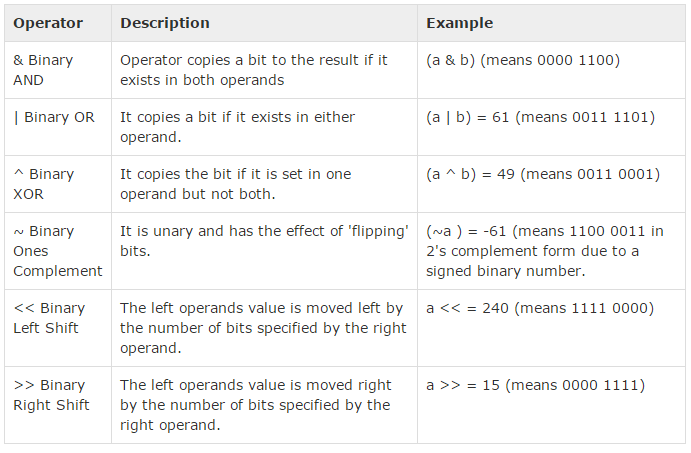 Operator Description Example
& Binary AND Operator copies a bit to the result if it exists in both operands (a & b) (means 0000 1100)
| Binary OR It copies a bit if it exists in either operand. (a | b) = 61 (means 0011 1101)
^ Binary XOR It copies the bit if it is set in one operand but not both. (a ^ b) = 49 (means 0011 0001)
~ Binary Ones Complement It is unary and has the effect of 'flipping' bits. (~a ) = -61 (means 1100 0011 in 2's complement form due to a signed binary number.
<< Binary Left Shift The left operands value is moved left by the number of bits specified by the right operand. a << = 240 (means 1111 0000)
>> Binary Right Shift The left operands value is moved right by the number of bits specified by the right operand. a >> = 15 (means 0000 1111)